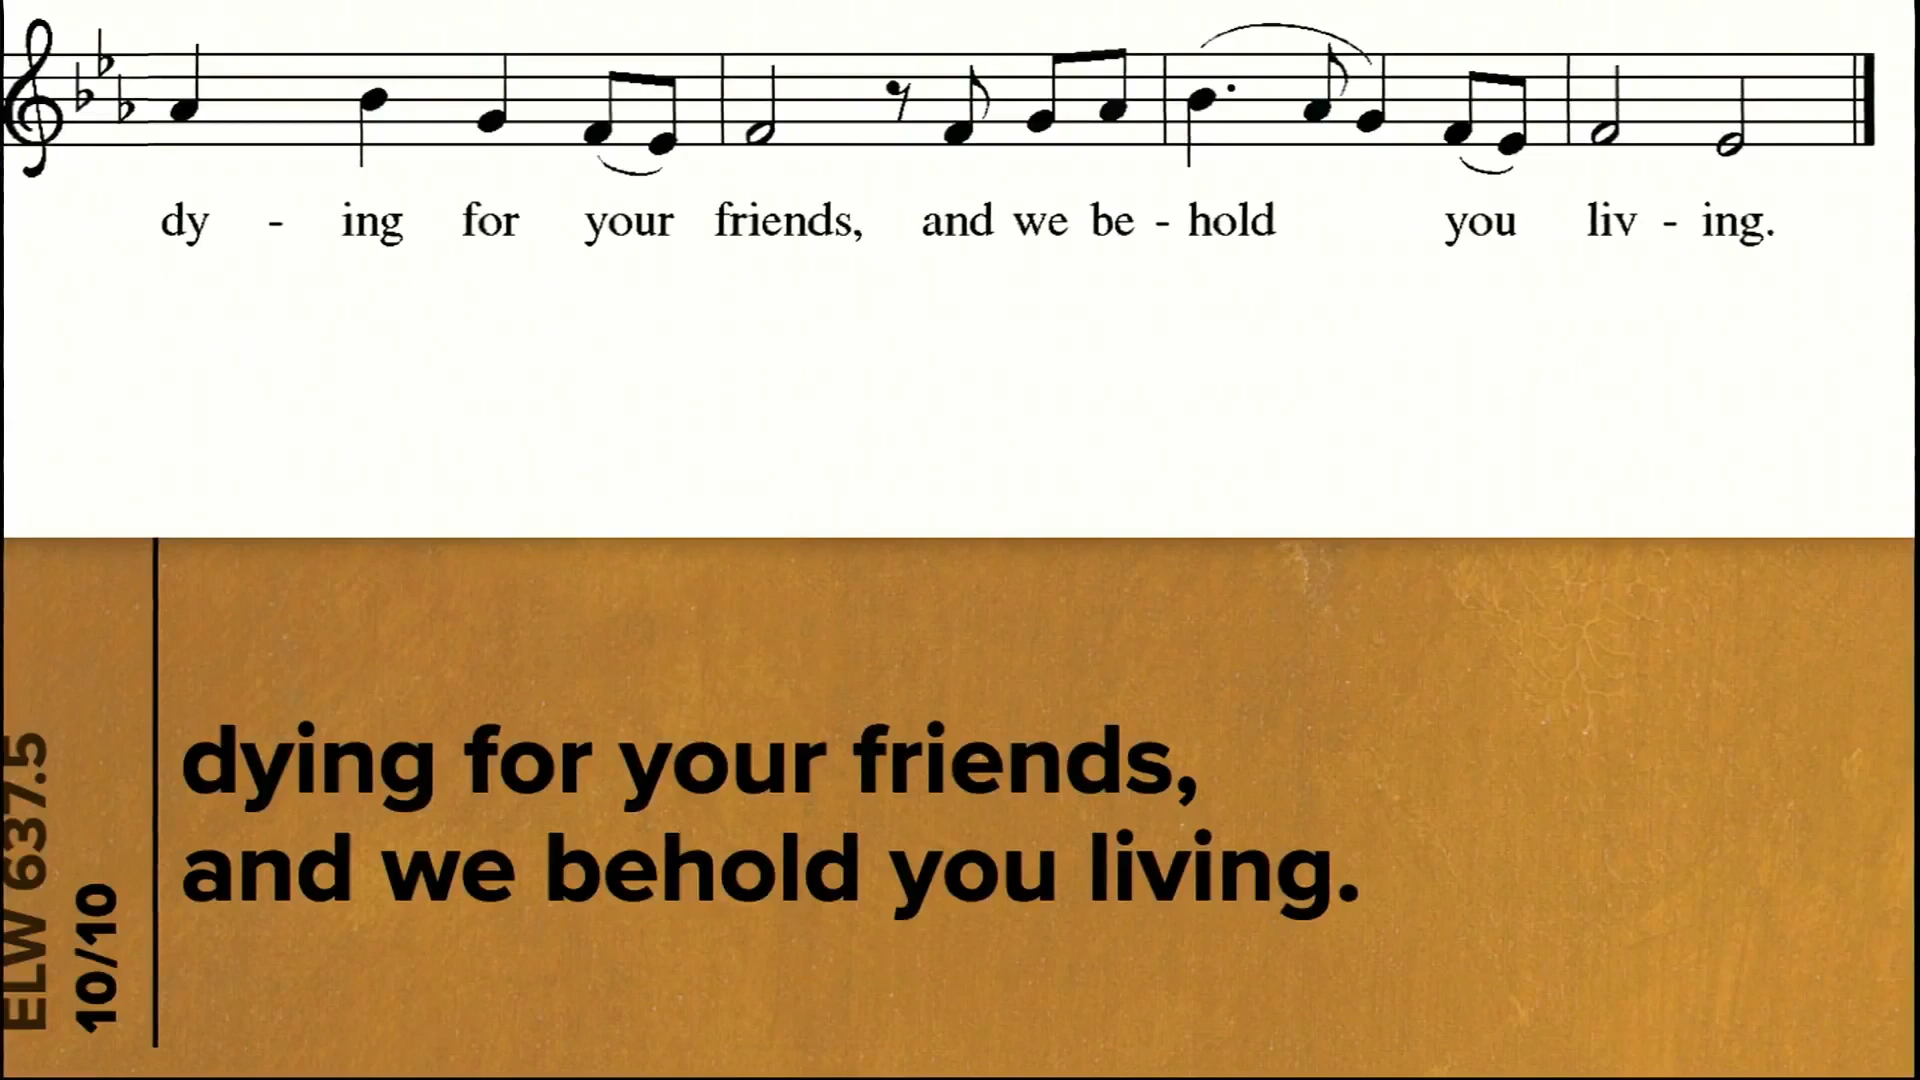 dy - ing for your friends, and we be - hold you liv - ing.
dying for your friends,
and we behold you living.
ELW 637.5
10/10